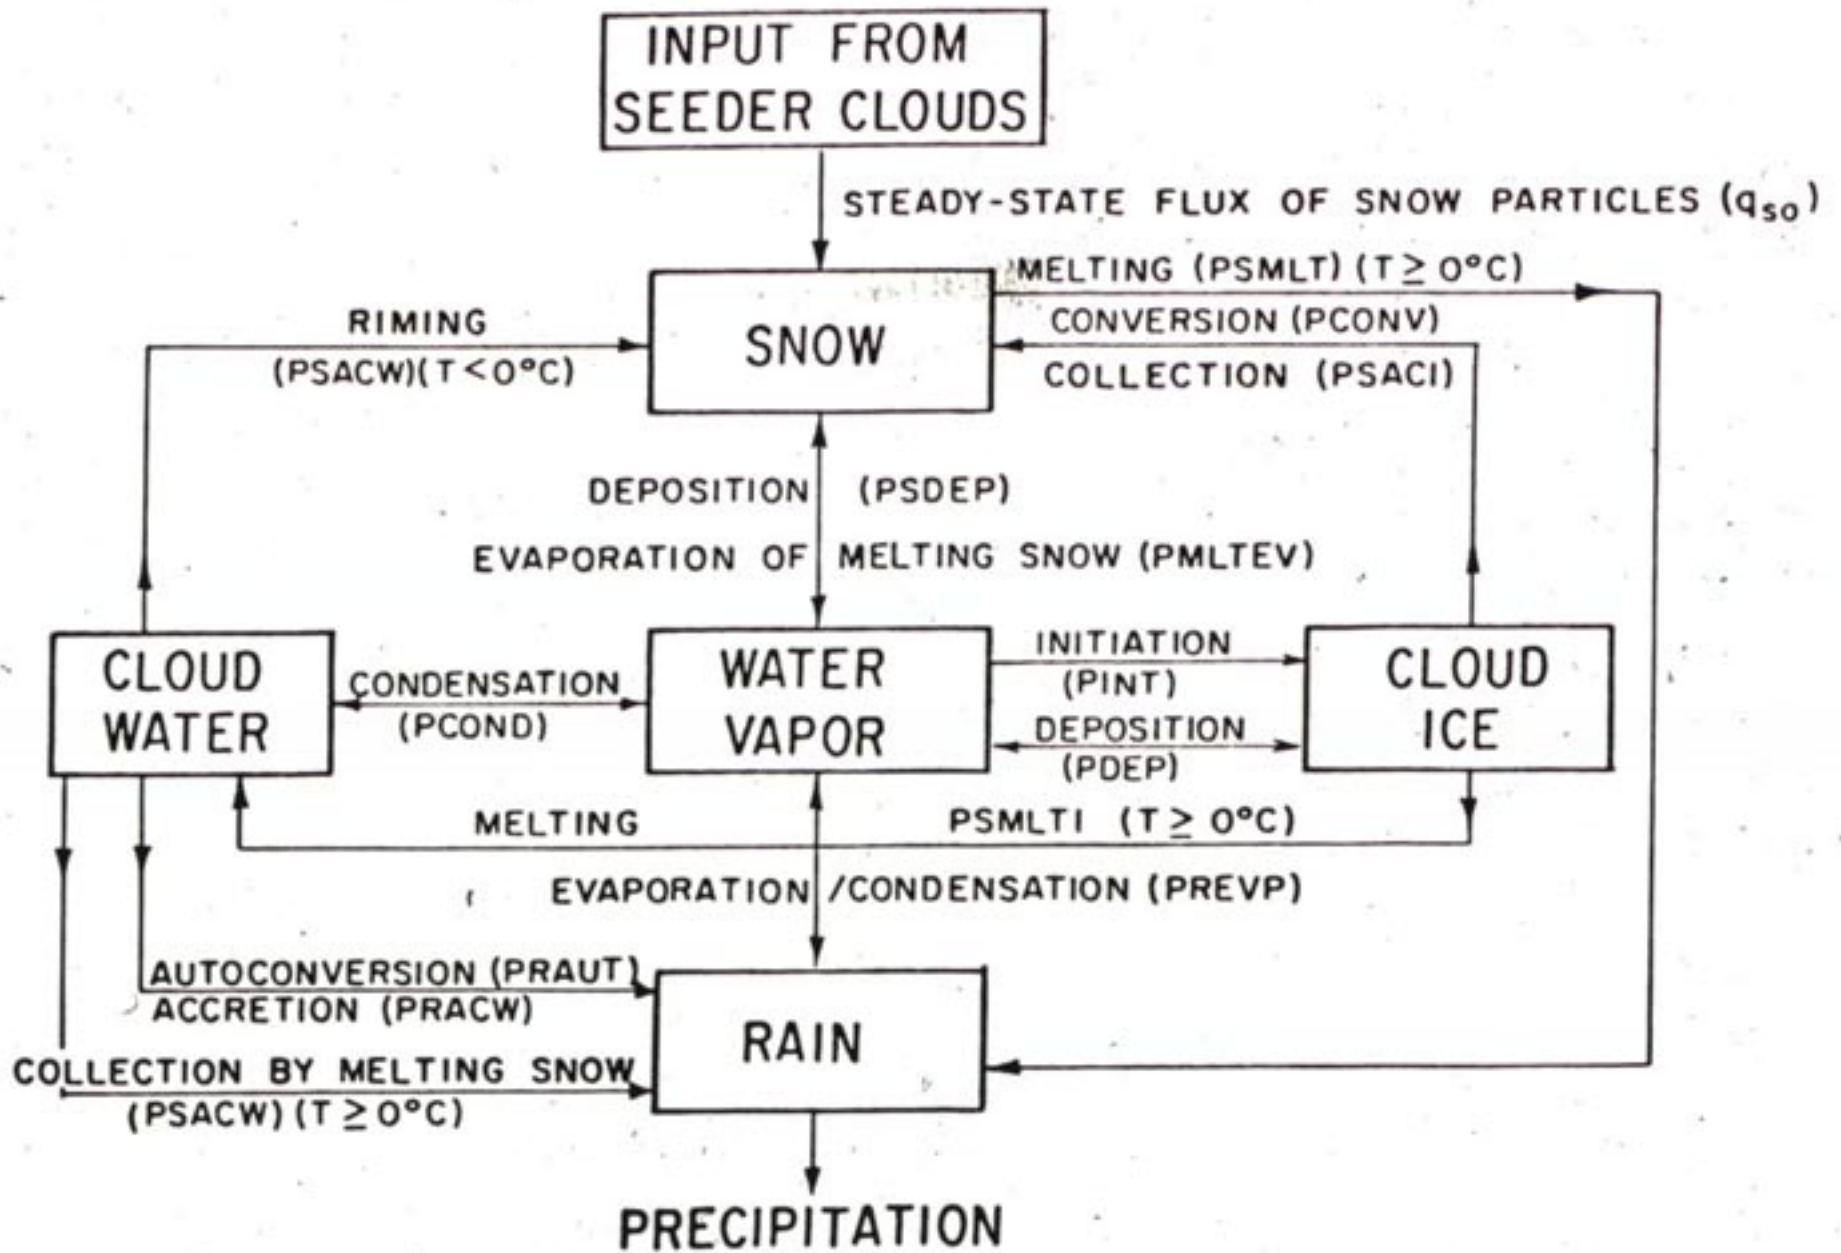 INPUT FROM
SEEDER CLOUDS
STEADY-STATE FLUX OF SNOW PARTICLES (qso)
MELTING (PSMLT) (T ≥ 0°C)
RIMING
(PSACW)(T < 0°C)
SNOW
CONVERSION (PCONV)
COLLECTION (PSACI)
DEPOSITION (PSDEP)
EVAPORATION OF MELTING SNOW (PMLTEV)
CLOUD
WATER
CONDENSATION
(PCOND)
WATER
VAPOR
INITIATION
(PINT)
DEPOSITION
(PDEP)
CLOUD
ICE
MELTING PSMLTI (T ≥ 0°C)
EVAPORATION /CONDENSATION (PREVP)
AUTOCONVERSION (PRAUT)
ACCRETION (PRACW)
COLLECTION BY MELTING SNOW
(PSACW) (T ≥ 0°C)
RAIN
PRECIPITATION